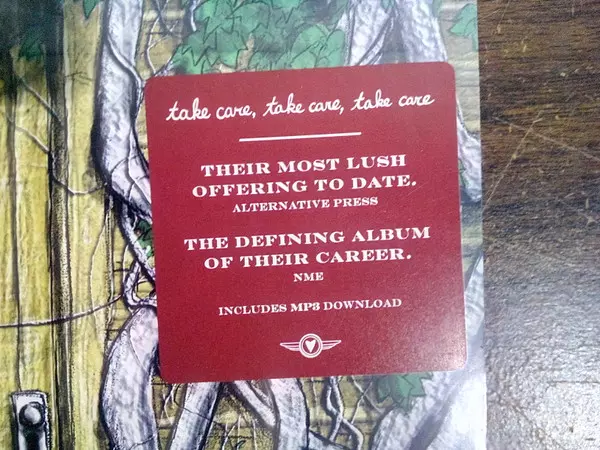 take care, take care, take care
THEIR MOST LUSH
OFFERING TO DATE.
ALTERNATIVE PRESS
THE DEFINING ALBUM
OF THEIR CAREER.
NME
INCLUDES MP3 DOWNLOAD